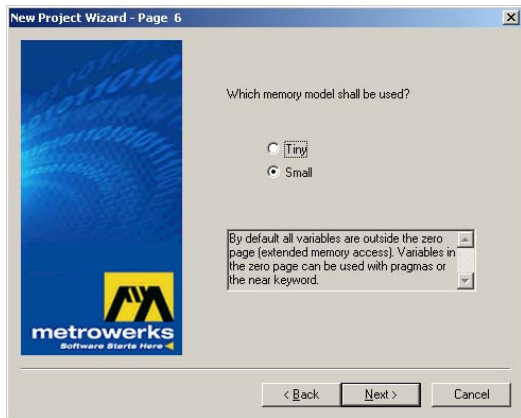 New Project Wizard - Page 6
Which memory model shall be used?
Tiny
Small
By default all variables are outside the zero
page (extended memory access). Variables in
the zero page can be used with pragmas or
the near keyword.
metrowerks
Software Starts Here
< Back
Next >
Cancel